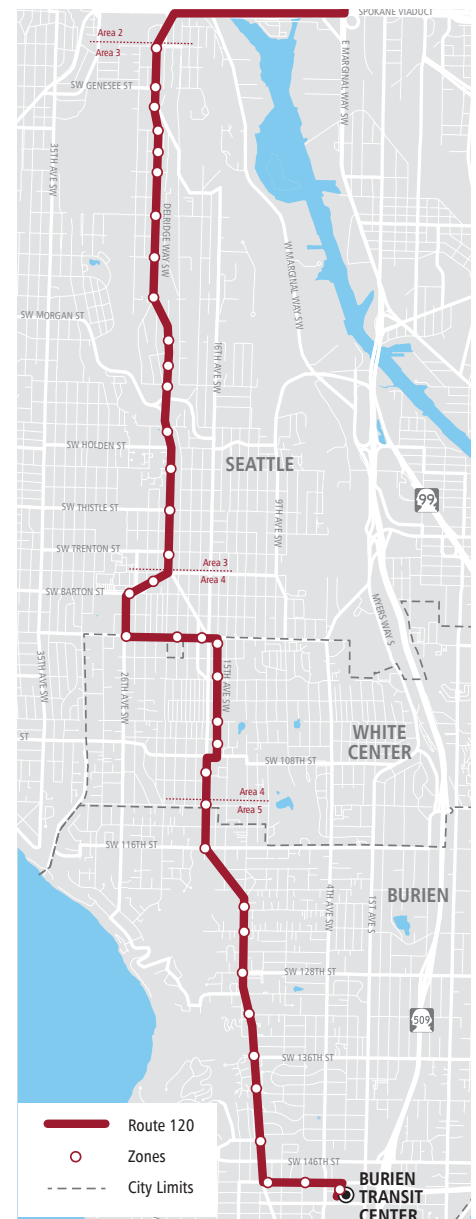 SPOKANE VIADUCT
Area 2
Area 3
E MARGINAL WAY SW
SW GENESEE ST
35TH AVE SW
DELRIDGE WAY SW
W MARGINAL WAY SW
SW MORGAN ST
16TH AVE SW
SW HOLDEN ST
SEATTLE
9TH AVE SW
99
SW THISTLE ST
SW TRENTON ST
Area 3
Area 4
SW BARTON ST
MYERS WAY S
35TH AVE SW
26TH AVE SW
15TH AVE SW
WHITE
CENTER
ST
SW 108TH ST
Area 4
Area 5
SW 116TH ST
4TH AVE SW
1ST AVE S
BURIEN
SW 128TH ST
509
SW 136TH ST
Route 120
Zones
City Limits
SW 146TH ST
BURIEN
TRANSIT
CENTER